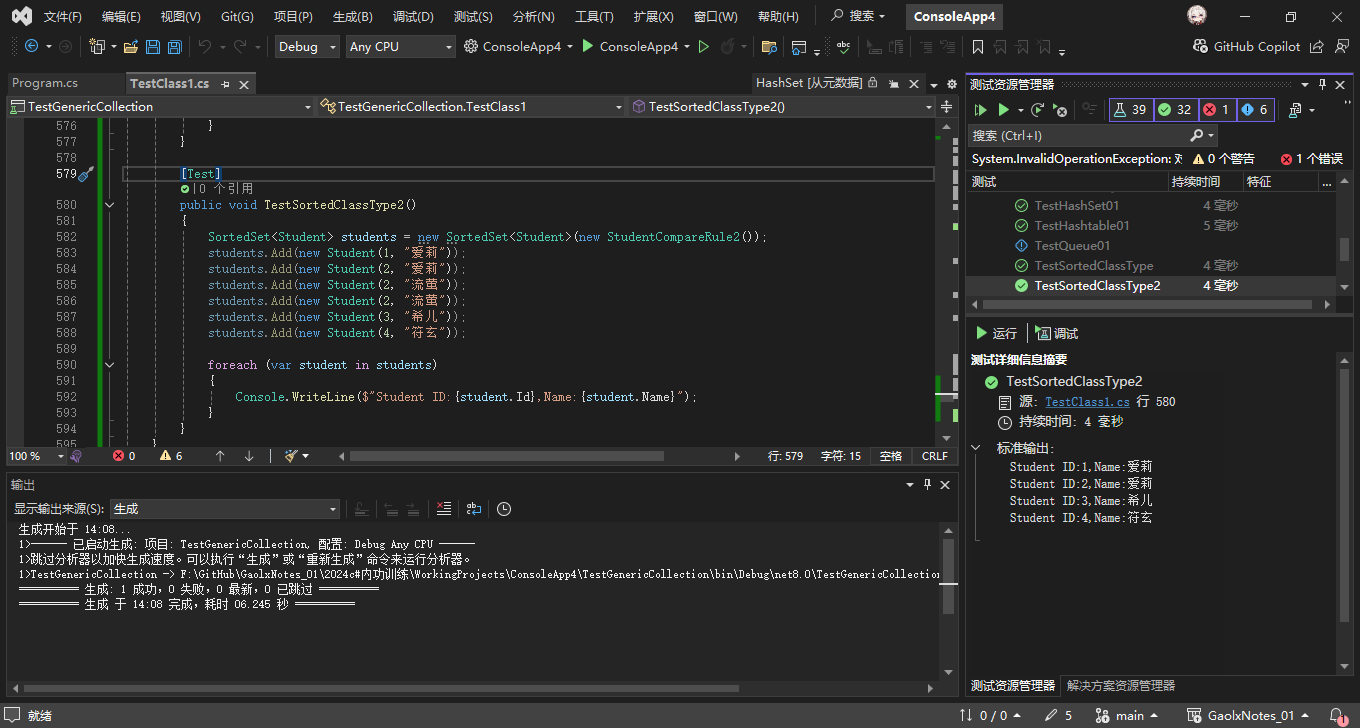 文件(F) 编辑(E) 视图(V) Git(G) 项目(P) 生成(B) 调试(D) 测试(S) 分析(N) 工具(T) 扩展(X) 窗口(W) 帮助(H) 搜索 ConsoleApp4
Debug Any CPU ConsoleApp4 ConsoleApp4 GitHub Copilot
Program.cs TestClass1.cs HashSet [从元数据]
TestGenericCollection TestGenericCollection.TestClass1 TestSortedClassType2()
576 }
577 }
578
579 [Test]
0 个引用
580 public void TestSortedClassType2()
581 {
582 SortedSet<Student> students = new SortedSet<Student>(new StudentCompareRule2());
583 students.Add(new Student(1, "爱莉"));
584 students.Add(new Student(2, "爱莉"));
585 students.Add(new Student(2, "流萤"));
586 students.Add(new Student(2, "流萤"));
587 students.Add(new Student(3, "希儿"));
588 students.Add(new Student(4, "符玄"));
589
590 foreach (var student in students)
591 {
592 Console.WriteLine($"Student ID:{student.Id},Name:{student.Name}");
593 }
594 }
595 }
100 % 0 6 行: 579 字符: 15 空格 CRLF
输出
显示输出来源(S): 生成
生成开始于 14:08...
1>------ 已启动生成: 项目: TestGenericCollection, 配置: Debug Any CPU ------
1>跳过分析器以加快生成速度。可以执行“生成”或“重新生成”命令来运行分析器。
1>TestGenericCollection -> F:\GitHub\GaolxNotes_01\2024c#内功训练\WorkingProjects\ConsoleApp4\TestGenericCollection\bin\Debug\net8.0\TestGenericCollection
========== 生成: 1 成功，0 失败，0 最新，0 已跳过 ==========
========== 生成 于 14:08 完成，耗时 06.245 秒 ==========
测试资源管理器
39 32 1 6
搜索 (Ctrl+I)
System.InvalidOperationException: 0 个警告 1 个错误
测试 持续时间 特征 ...
TestHashSet01 4 毫秒
TestHashtable01 5 毫秒
TestQueue01
TestSortedClassType 4 毫秒
TestSortedClassType2 4 毫秒
运行 调试
测试详细信息摘要
TestSortedClassType2
源: TestClass1.cs 行 580
持续时间: 4 毫秒
标准输出:
Student ID:1,Name:爱莉
Student ID:2,Name:爱莉
Student ID:3,Name:希儿
Student ID:4,Name:符玄
测试资源管理器 解决方案资源管理器
就绪 0 / 0 5 main GaolxNotes_01 1